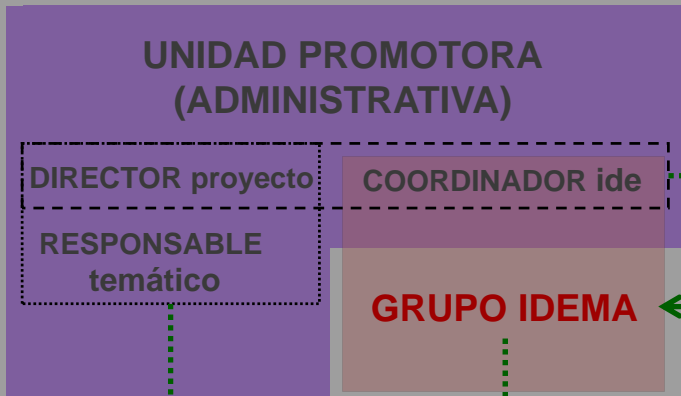 UNIDAD PROMOTORA
(ADMINISTRATIVA)
DIRECTOR proyecto
COORDINADOR ide
RESPONSABLE
temático
GRUPO IDEMA